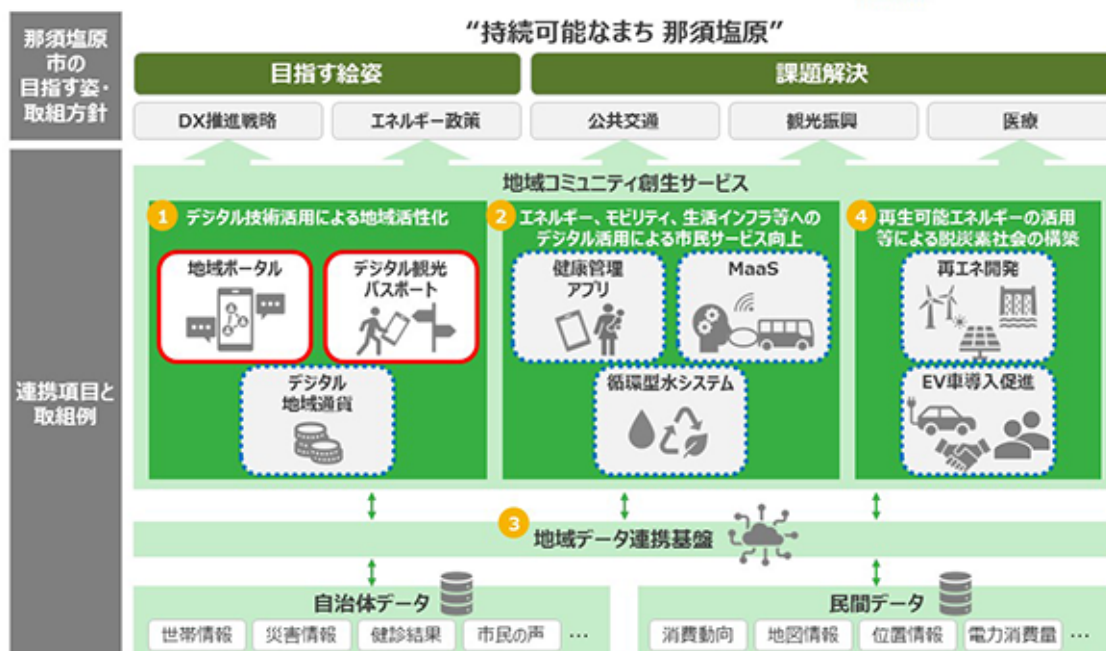 那須塩原
市の
目指す姿・
取組方針
“持続可能なまち 那須塩原”
目指す絵姿
課題解決
DX推進戦略
エネルギー政策
公共交通
観光振興
医療
連携項目と
取組例
地域コミュニティ創生サービス
1 デジタル技術活用による地域活性化
地域ポータル
デジタル観光
パスポート
デジタル
地域通貨
2 エネルギー、モビリティ、生活インフラ等への
デジタル活用による市民サービス向上
健康管理
アプリ
MaaS
循環型水システム
4 再生可能エネルギーの活用
等による脱炭素社会の構築
再エネ開発
EV車導入促進
3 地域データ連携基盤
自治体データ
世帯情報
災害情報
健診結果
市民の声
…
民間データ
消費動向
地図情報
位置情報
電力消費量
…